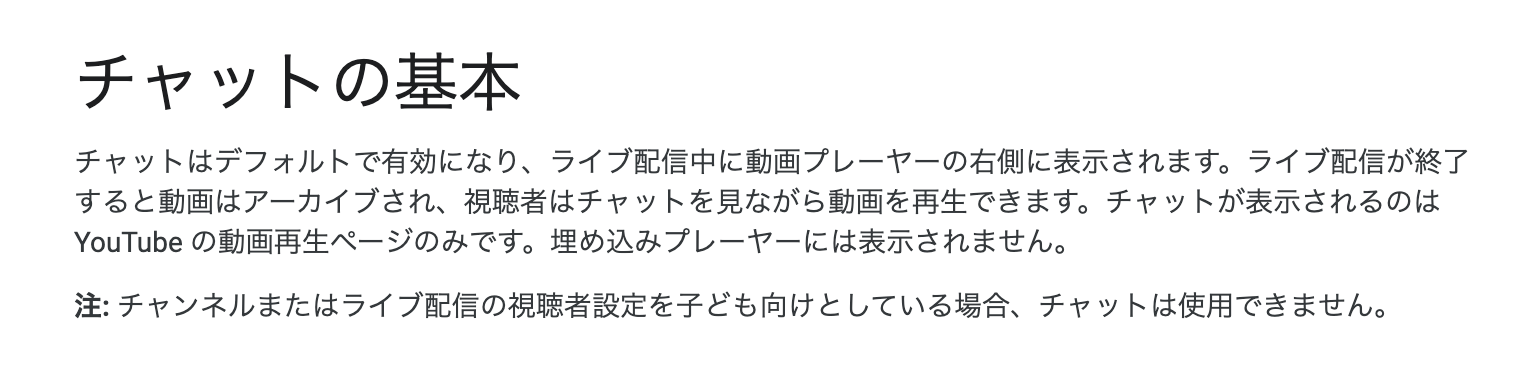 チャットの基本
チャットはデフォルトで有効になり、ライブ配信中に動画プレーヤーの右側に表示されます。ライブ配信が終了
すると動画はアーカイブされ、視聴者はチャットを見ながら動画を再生できます。チャットが表示されるのは
YouTube の動画再生ページのみです。埋め込みプレーヤーには表示されません。
注: チャンネルまたはライブ配信の視聴者設定を子ども向けとしている場合、チャットは使用できません。